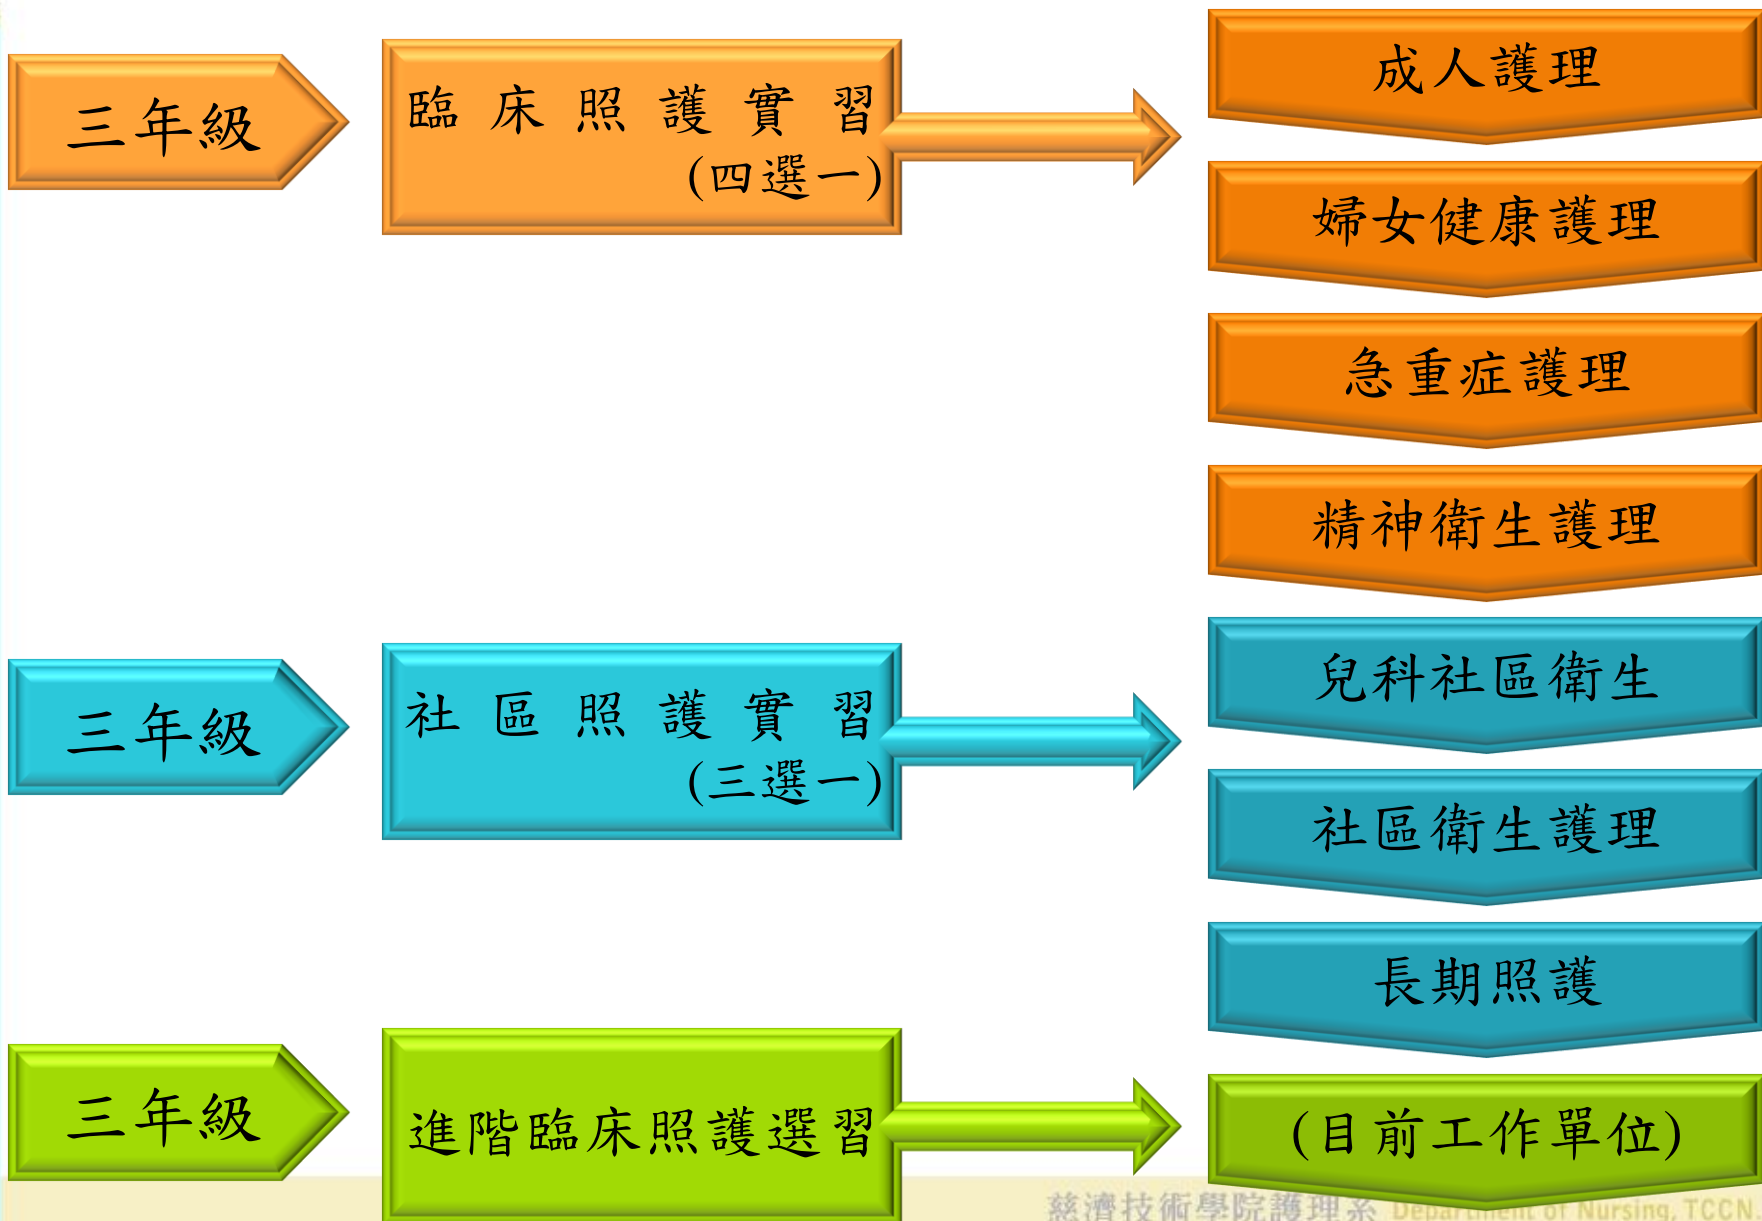 三年級
臨床照護實習
(四選一)
成人護理
婦女健康護理
急重症護理
精神衛生護理
三年級
社區照護實習
(三選一)
兒科社區衛生
社區衛生護理
長期照護
三年級
進階臨床照護選習
(目前工作單位)
慈濟技術學院護理系 Department of Nursing, TCCN